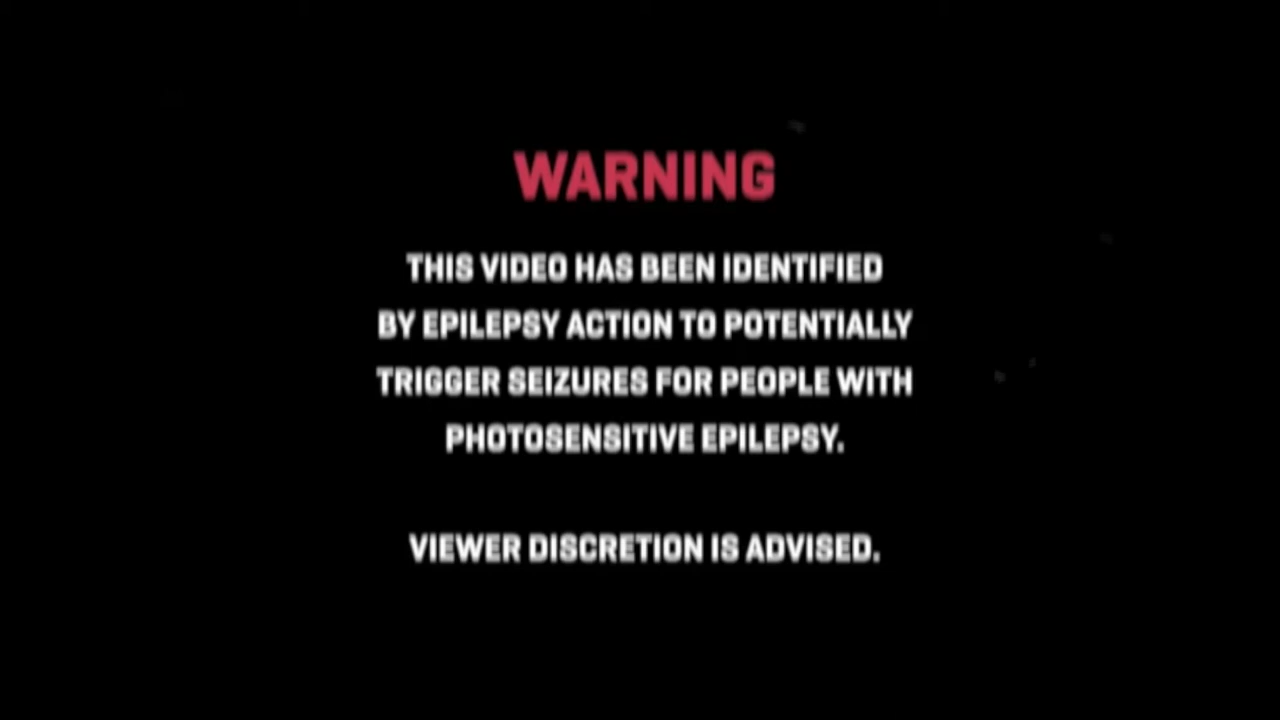 WARNING
THIS VIDEO HAS BEEN IDENTIFIED
BY EPILEPSY ACTION TO POTENTIALLY
TRIGGER SEIZURES FOR PEOPLE WITH
PHOTOSENSITIVE EPILEPSY.
VIEWER DISCRETION IS ADVISED.